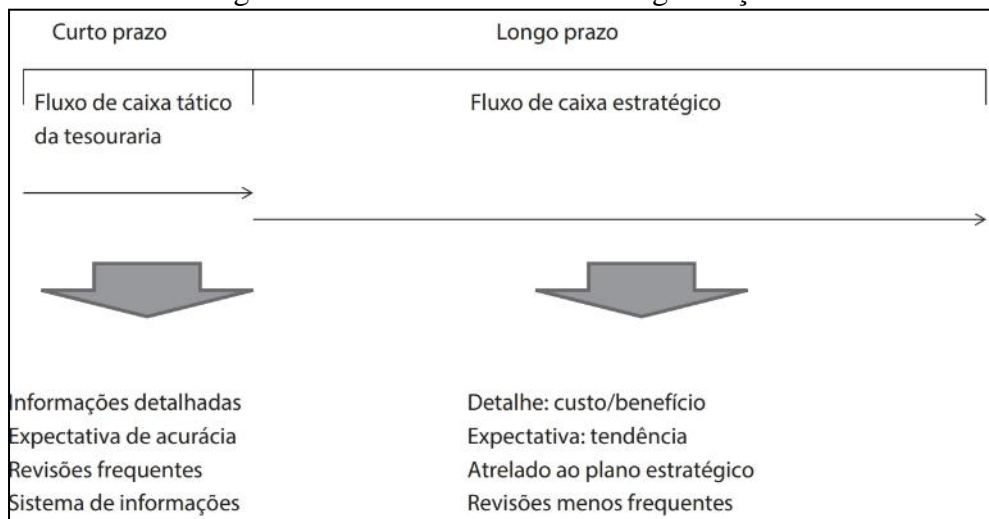 Curto prazo
Longo prazo
Fluxo de caixa tático
da tesouraria
Fluxo de caixa estratégico
Informações detalhadas
Expectativa de acurácia
Revisões frequentes
Sistema de informações
Detalhe: custo/benefício
Expectativa: tendência
Atrelado ao plano estratégico
Revisões menos frequentes